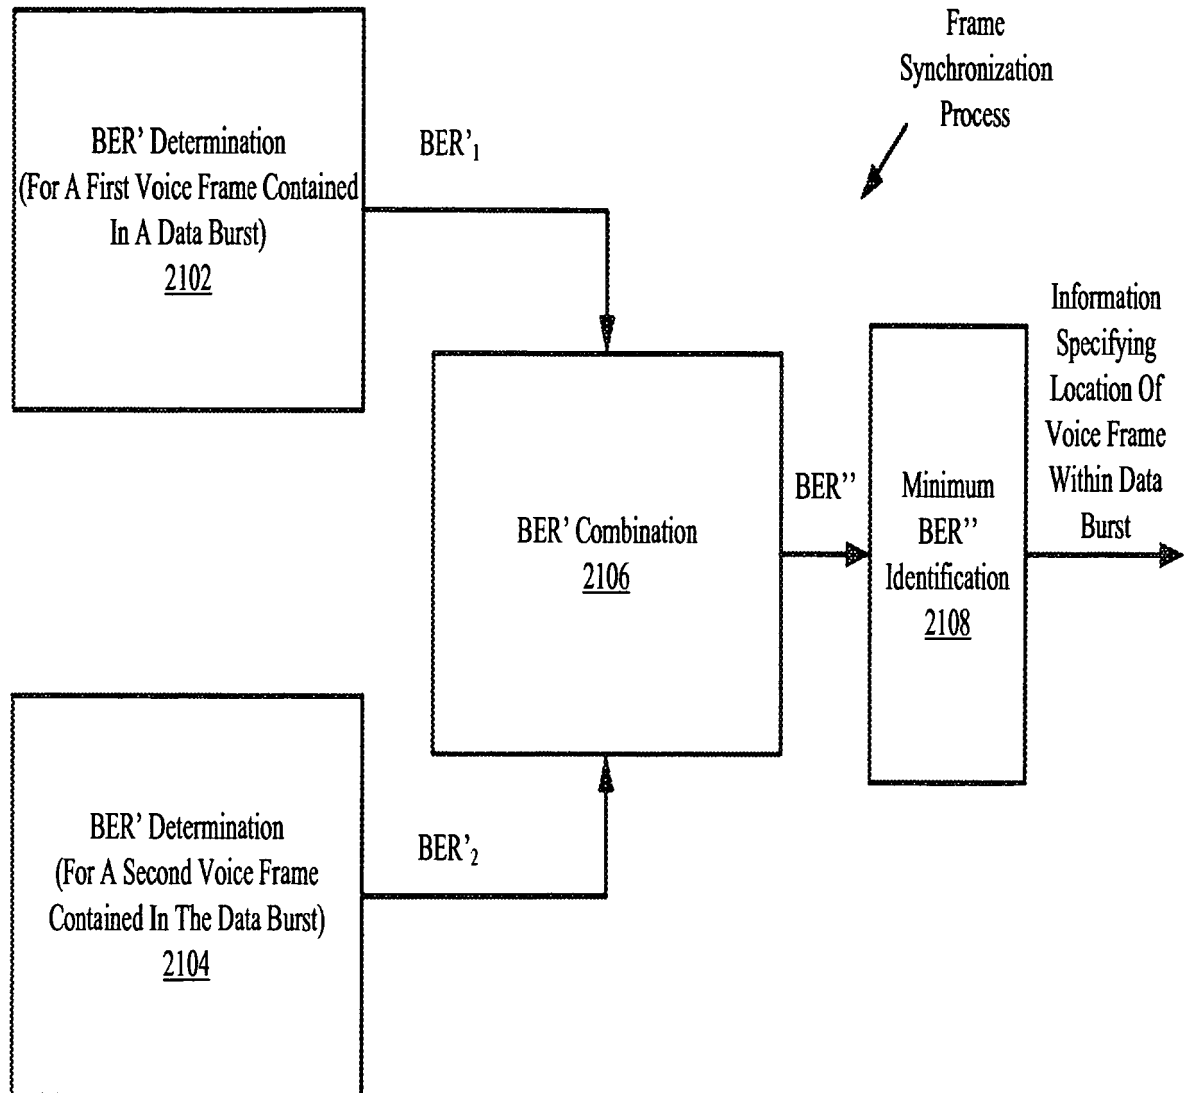 Frame
Synchronization
Process
BER’ Determination
(For A First Voice Frame Contained
In A Data Burst)
2102
BER’1
Information
Specifying
Location Of
Voice Frame
Within Data
Burst
BER’ Combination
2106
BER’’
Minimum
BER’’
Identification
2108
BER’ Determination
(For A Second Voice Frame
Contained In The Data Burst)
2104
BER’2